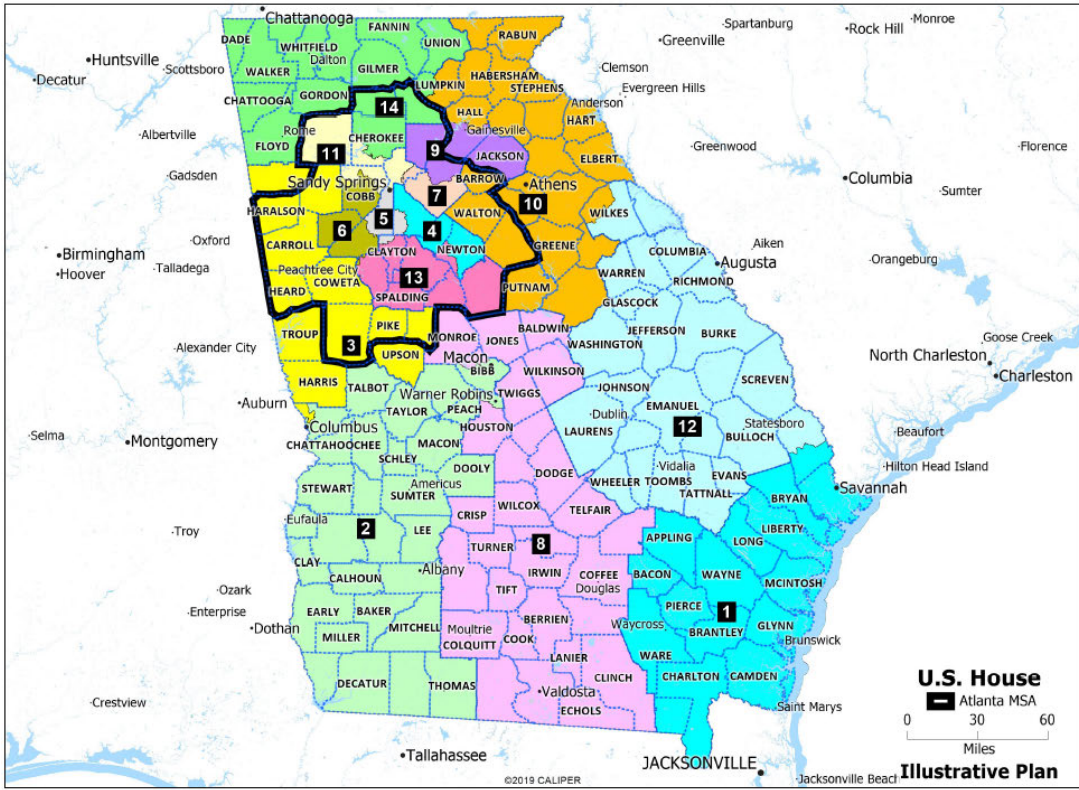 Chattanooga
Spartanburg
Monroe
Rock Hill
Greenville
FANNIN
RABUN
DADE
WHITFIELD
UNION
Huntsville
Dalton
Scottsboro
Decatur
WALKER
GILMER
Clemson
HABERSHAM
LUMPKIN
STEPHENS
Evergreen Hills
CHATTOOGA
GORDON
Anderson
14
HALL
HART
Albertville
Rome
CHEROKEE
Gainesville
Greenwood
Florence
FLOYD
11
9
JACKSON
ELBERT
Gadsden
Columbia
BARROW
Sandy Springs
COBB
7
Athens
Sumter
HARALSON
10
WILKES
5
WALTON
6
4
Oxford
CARROLL
CLAYTON
NEWTON
GREENE
COLUMBIA
Aiken
Birmingham
Hoover
Talladega
Peachtree City
COWETA
13
Augusta
Orangeburg
WARREN
RICHMOND
HEARD
SPALDING
PUTNAM
GLASCOCK
PIKE
TROUP
BALDWIN
JEFFERSON
BURKE
Goose Creek
Alexander City
3
MONROE
JONES
WASHINGTON
UPSON
Macon
North Charleston
BIBB
WILKINSON
Charleston
HARRIS
TALBOT
JOHNSON
SCREVEN
Auburn
Warner Robins
TWIGGS
TAYLOR
PEACH
EMANUEL
Dublin
Statesboro
Columbus
HOUSTON
12
Selma
Montgomery
LAURENS
BULLOCH
Beaufort
CHATTAHOOCHEE
MACON
SCHLEY
Hilton Head Island
DOOLY
DODGE
Vidalia
EVANS
STEWART
Americus
WHEELER
TOOMBS
Savannah
SUMTER
TATTNALL
BRYAN
WILCOX
TELFAIR
Eufaula
CRISP
Troy
2
LEE
LIBERTY
APPLING
LONG
8
TURNER
CLAY
Albany
IRWIN
COFFEE
BACON
WAYNE
CALHOUN
MCINTOSH
Ozark
TIFT
Douglas
PIERCE
1
Enterprise
EARLY
BAKER
BERRIEN
GLYNN
Dothan
MITCHELL
Moultrie
Waycross
BRANTLEY
MILLER
COOK
COLQUITT
Brunswick
LANIER
WARE
CLINCH
CHARLTON
CAMDEN
U.S. House
DECATUR
THOMAS
Valdosta
Atlanta MSA
Crestview
ECHOLS
Saint Marys
0 30 60
Miles
Tallahassee
JACKSONVILLE
Illustrative Plan
©2019 CALIPER
Jacksonville Beach